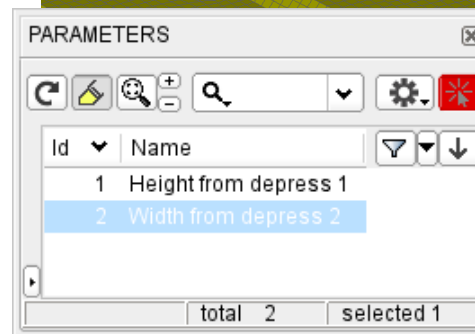 PARAMETERS
Id Name
1 Height from depress 1
2 Width from depress 2
total 2 selected 1